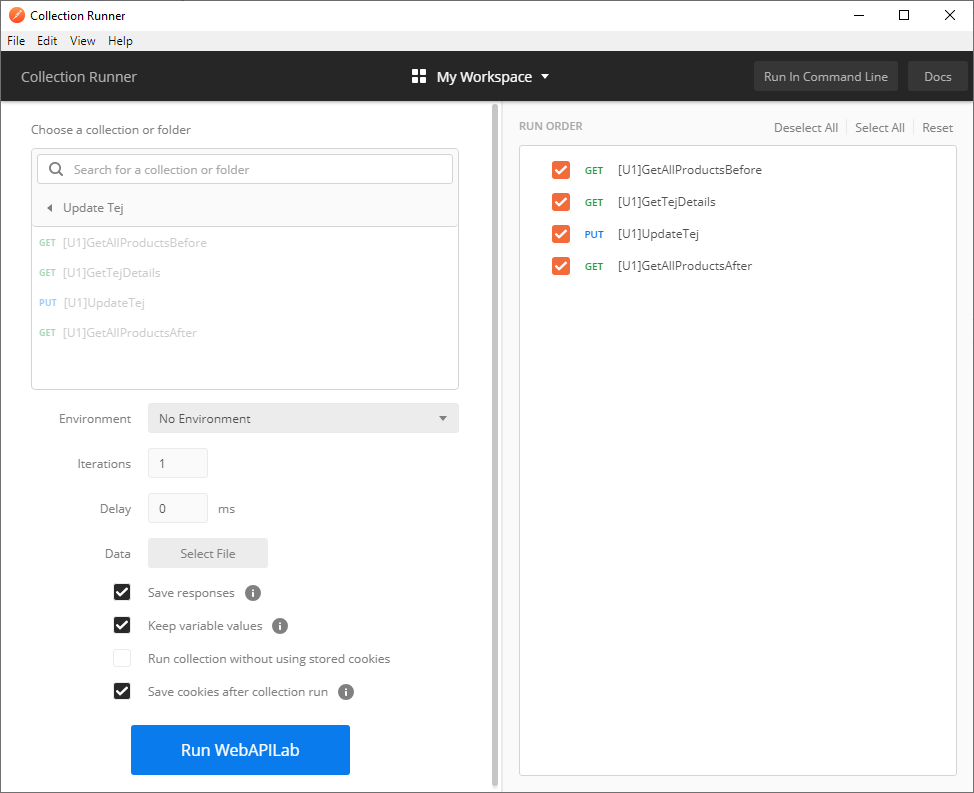 Collection Runner
File Edit View Help
Collection Runner
My Workspace
Run In Command Line
Docs
Choose a collection or folder
Search for a collection or folder
Update Tej
GET [U1]GetAllProductsBefore
GET [U1]GetTejDetails
PUT [U1]UpdateTej
GET [U1]GetAllProductsAfter
Environment No Environment
Iterations 1
Delay 0 ms
Data Select File
Save responses
Keep variable values
Run collection without using stored cookies
Save cookies after collection run
Run WebAPILab
RUN ORDER
Deselect All Select All Reset
GET [U1]GetAllProductsBefore
GET [U1]GetTejDetails
PUT [U1]UpdateTej
GET [U1]GetAllProductsAfter